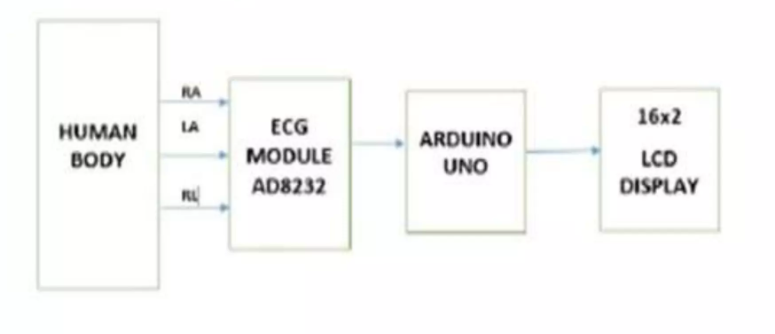 HUMAN
BODY
RA
LA
RL
ECG
MODULE
AD8232
ARDUINO
UNO
16x2
LCD
DISPLAY